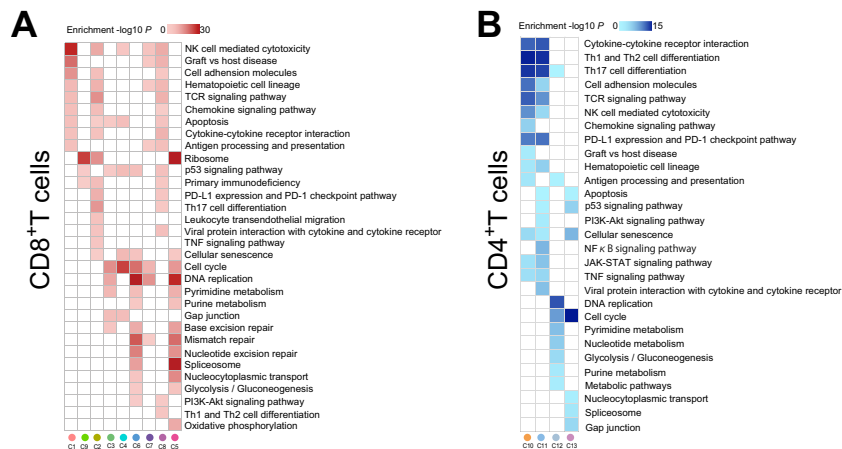 A
Enrichment -log10 P 0 30
CD8+T cells
NK cell mediated cytotoxicity
Graft vs host disease
Cell adhension molecules
Hematopoietic cell lineage
TCR signaling pathway
Chemokine signaling pathway
Apoptosis
Cytokine-cytokine receptor interaction
Antigen processing and presentation
Ribosome
p53 signaling pathway
Primary immunodeficiency
PD-L1 expression and PD-1 checkpoint pathway
Th17 cell differentiation
Leukocyte transendothelial migration
Viral protein interaction with cytokine and cytokine receptor
TNF signaling pathway
Cellular senescence
Cell cycle
DNA replication
Pyrimidine metabolism
Purine metabolism
Gap junction
Base excision repair
Mismatch repair
Nucleotide excision repair
Spliceosome
Nucleocytoplasmic transport
Glycolysis / Gluconeogenesis
PI3K-Akt signaling pathway
Th1 and Th2 cell differentiation
Oxidative phosphorylation
C1 C9 C2 C3 C4 C6 C7 C8 C5
B
Enrichment -log10 P 0 15
CD4+T cells
Cytokine-cytokine receptor interaction
Th1 and Th2 cell differentiation
Th17 cell differentiation
Cell adhesion molecules
TCR signaling pathway
NK cell mediated cytotoxicity
Chemokine signaling pathway
PD-L1 expression and PD-1 checkpoint pathway
Graft vs host disease
Hematopoietic cell lineage
Antigen processing and presentation
Apoptosis
p53 signaling pathway
PI3K-Akt signaling pathway
Cellular senescence
NFκB signaling pathway
JAK-STAT signaling pathway
TNF signaling pathway
Viral protein interaction with cytokine and cytokine receptor
DNA replication
Cell cycle
Pyrimidine metabolism
Nucleotide metabolism
Glycolysis / Gluconeogenesis
Purine metabolism
Metabolic pathways
Nucleocytoplasmic transport
Spliceosome
Gap junction
C10 C11 C12 C13